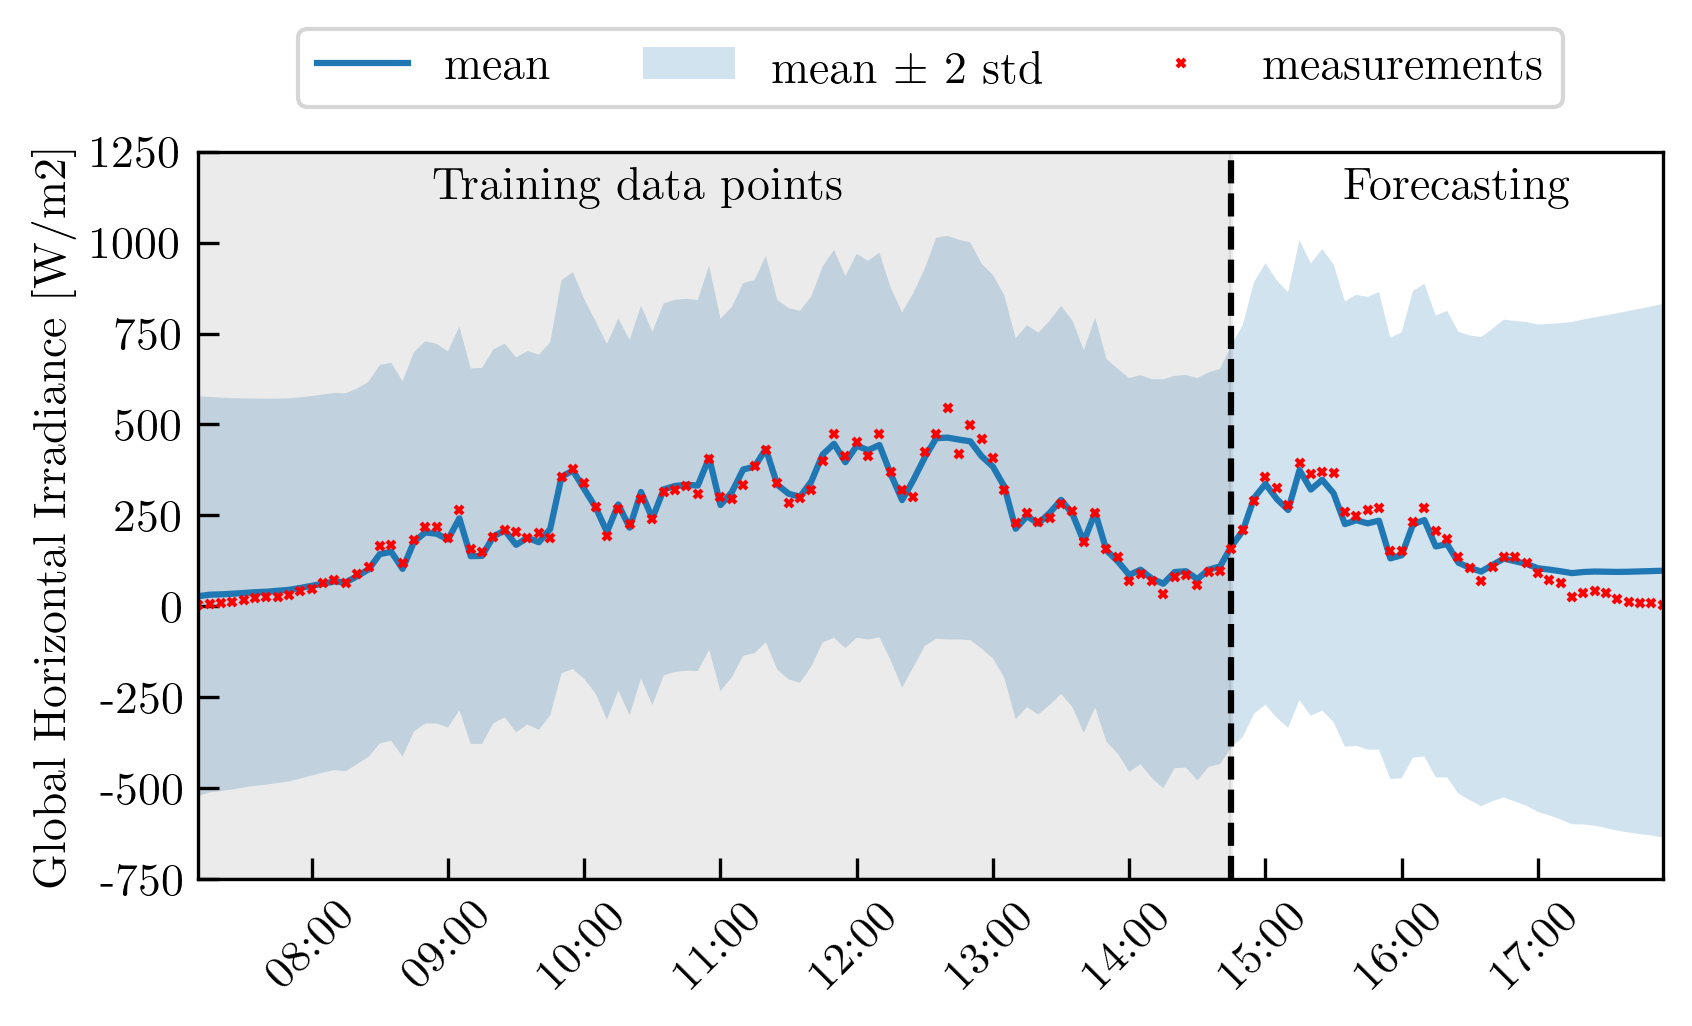 mean mean ± 2 std measurements
Training data points Forecasting
Global Horizontal Irradiance [W/m2]
1250
1000
750
500
250
0
-250
-500
-750
08:00 09:00 10:00 11:00 12:00 13:00 14:00 15:00 16:00 17:00